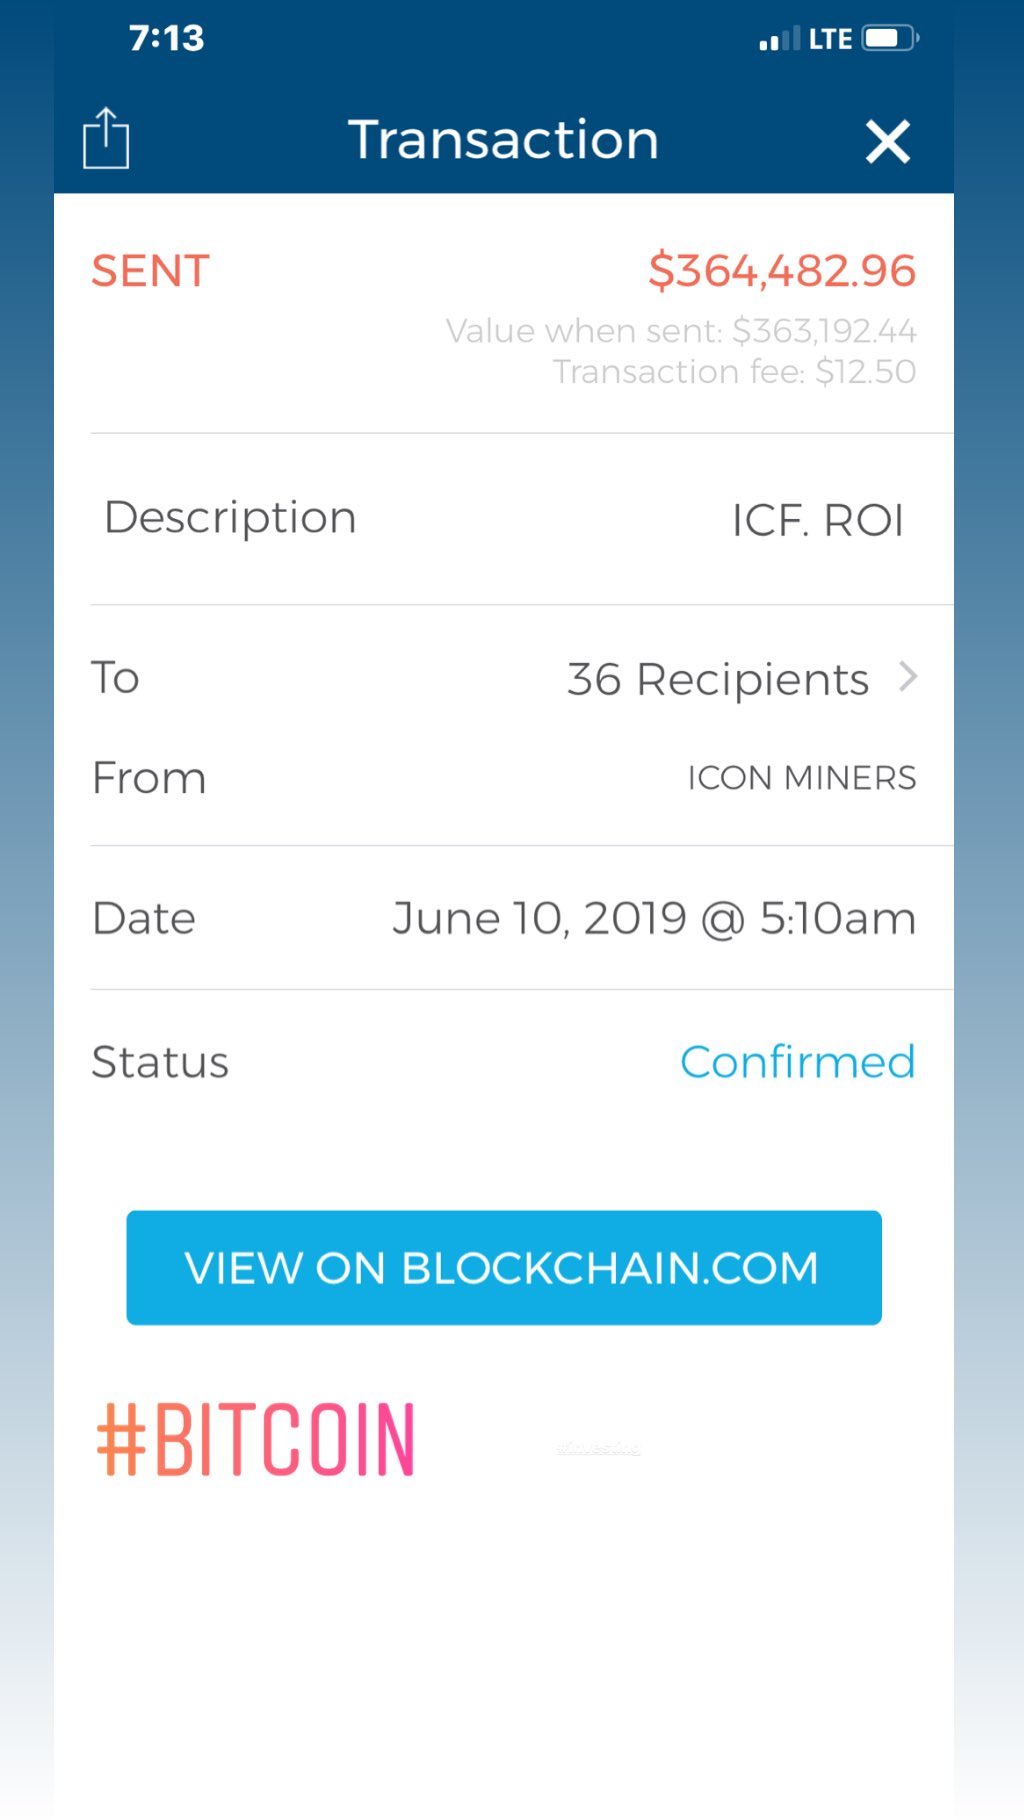 7:13 LTE
Transaction
SENT $364,482.96
Value when sent: $363,192.44
Transaction fee: $12.50
Description ICF. ROI
To 36 Recipients
From ICON MINERS
Date June 10, 2019 @ 5:10am
Status Confirmed
VIEW ON BLOCKCHAIN.COM
#BITCOIN #investing